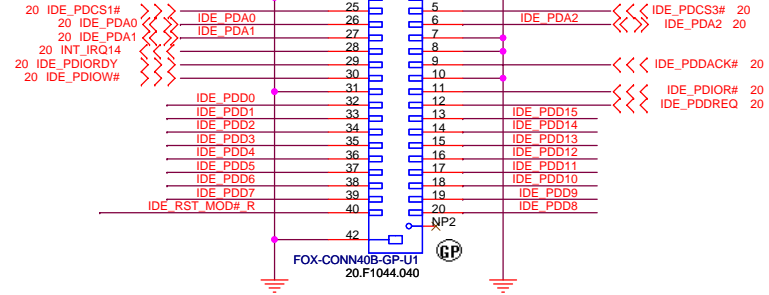 20 IDE_PDCS1# 25 5 IDE_PDCS3# 20
20 IDE_PDA0 IDE_PDA0 26 6 IDE_PDA2 IDE_PDA2 20
20 IDE_PDA1 IDE_PDA1 27 7
20 INT_IRQ14 28 8
20 IDE_PDIORDY 29 9 IDE_PDDACK# 20
20 IDE_PDIOW# 30 10
31 11 IDE_PDIOR# 20
IDE_PDD0 32 12 IDE_PDDREQ 20
IDE_PDD1 33 13 IDE_PDD15
IDE_PDD2 34 14 IDE_PDD14
IDE_PDD3 35 15 IDE_PDD13
IDE_PDD4 36 16 IDE_PDD12
IDE_PDD5 37 17 IDE_PDD11
IDE_PDD6 38 18 IDE_PDD10
IDE_PDD7 39 19 IDE_PDD9
IDE_RST_MOD#_R 40 20 IDE_PDD8
NP2
42
GP
FOX-CONN40B-GP-U1
20.F1044.040